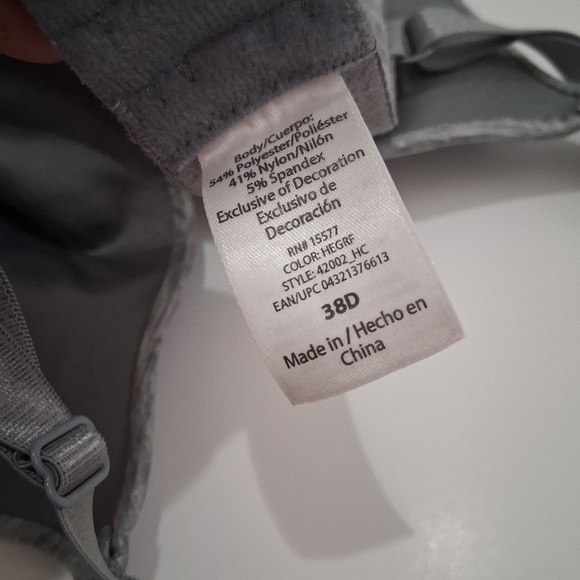 Body/Cuerpo:
54% Polyester/Poliéster
41% Nylon/Nilón
5% Spandex
Exclusive of Decoration
Exclusivo de
Decoración
RN# 15577
COLOR: HEGRF
STYLE: 42002_HC
EAN/UPC 04321376613
38D
Made in / Hecho en
China